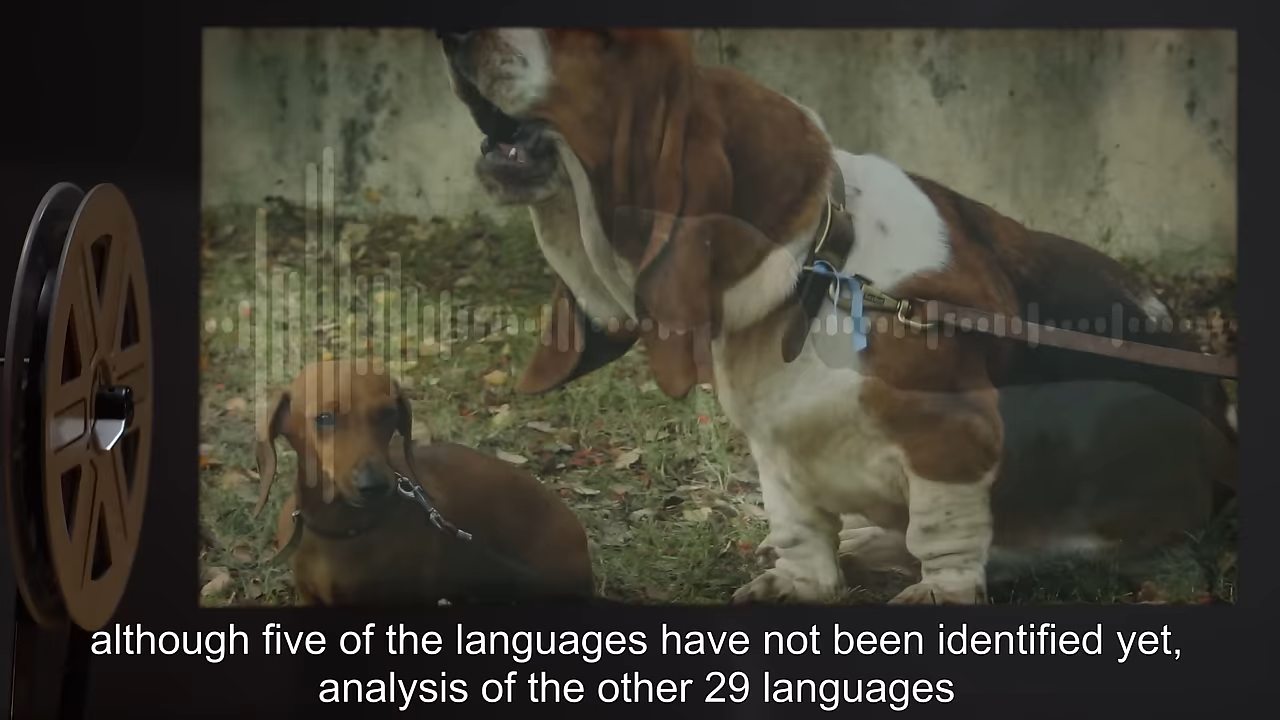 although five of the languages have not been identified yet,
analysis of the other 29 languages